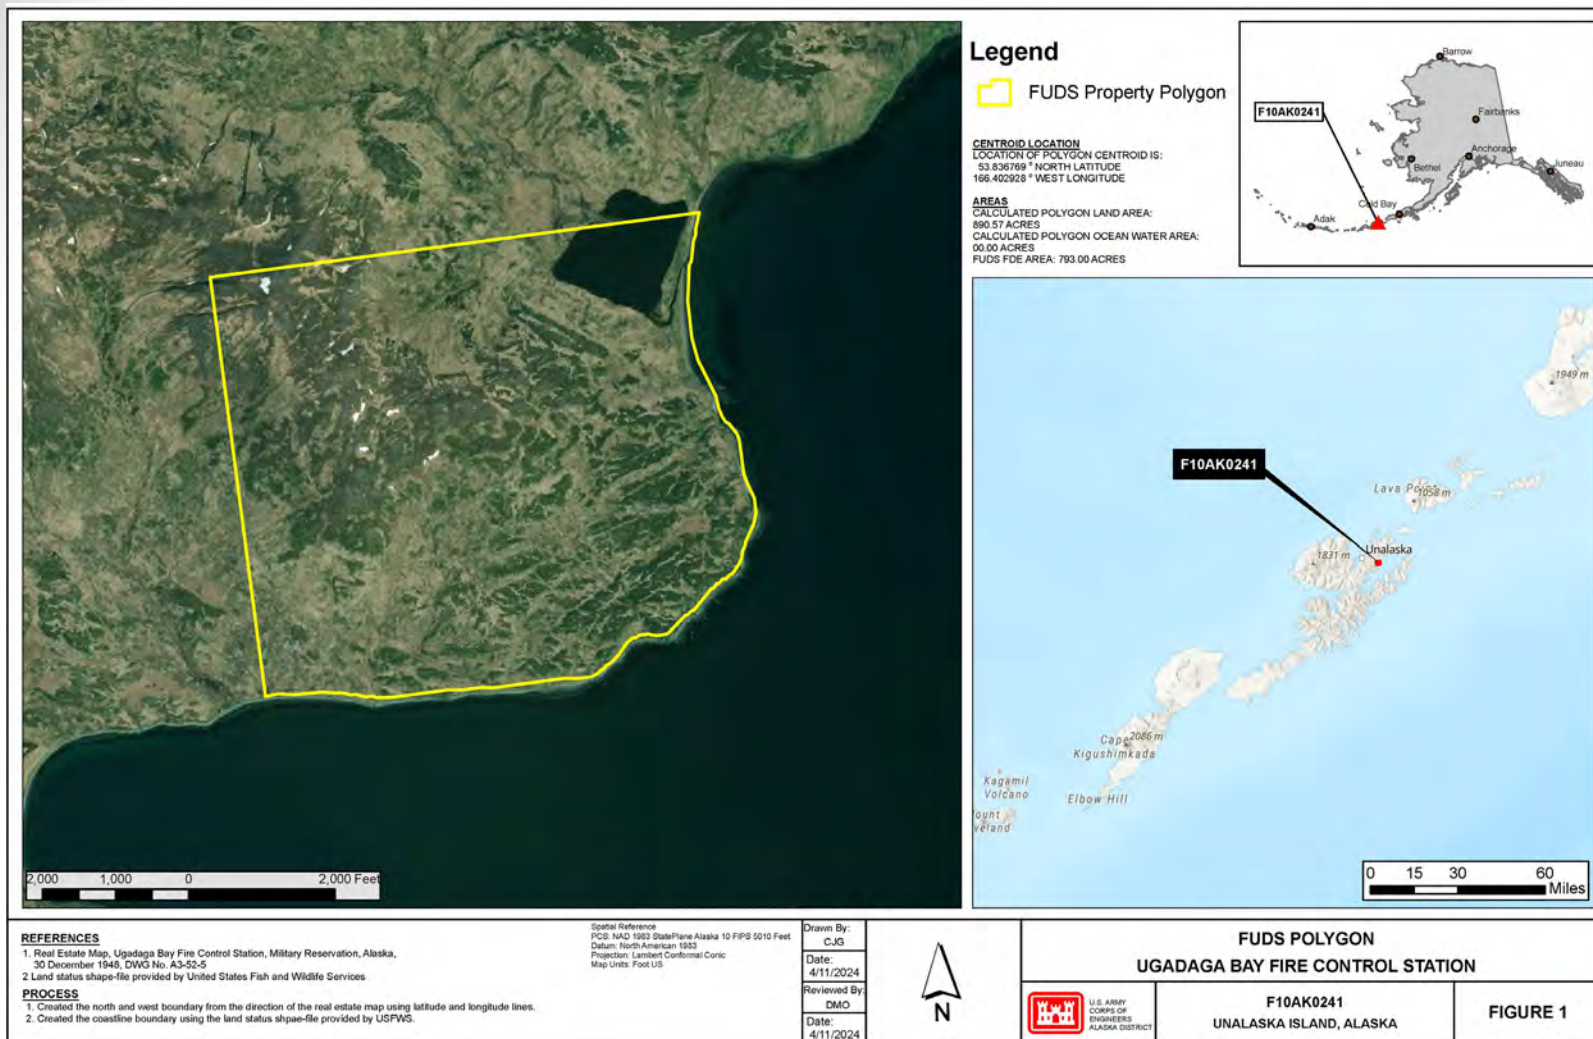 Legend
FUDS Property Polygon
CENTROID LOCATION
LOCATION OF POLYGON CENTROID IS:
53.836769 ° NORTH LATITUDE
166.402928 ° WEST LONGITUDE
AREAS
CALCULATED POLYGON LAND AREA:
890.57 ACRES
CALCULATED POLYGON OCEAN WATER AREA:
00.00 ACRES
FUDS FDE AREA: 793.00 ACRES
Barrow
F10AK0241
Fairbanks
Anchorage
Bethel
Juneau
Cold Bay
Adak
1949 m
F10AK0241
Lava Point
1058 m
Unalaska
1831 m
Cape
2086 m
Kigushimkada
Kagamil
Volcano
Elbow Hill
0 15 30 60
Miles
2,000 1,000 0 2,000 Feet
REFERENCES
1. Real Estate Map, Ugadaga Bay Fire Control Station, Military Reservation, Alaska,
30 December 1948, DWG No. A3-52-5
2 Land status shape-file provided by United States Fish and Wildlife Services
PROCESS
1. Created the north and west boundary from the direction of the real estate map using latitude and longitude lines.
2. Created the coastline boundary using the land status shpae-file provided by USFWS.
Spatial Reference
PCS: NAD 1983 StatePlane Alaska 10 FIPS 5010 Feet
Datum: North American 1983
Projection: Lambert Conformal Conic
Map Units: Foot US
Drawn By:
CJG
Date:
4/11/2024
Reviewed By:
DMO
Date:
4/11/2024
N
FUDS POLYGON
UGADAGA BAY FIRE CONTROL STATION
U.S. ARMY
CORPS OF
ENGINEERS
ALASKA DISTRICT
F10AK0241
UNALASKA ISLAND, ALASKA
FIGURE 1